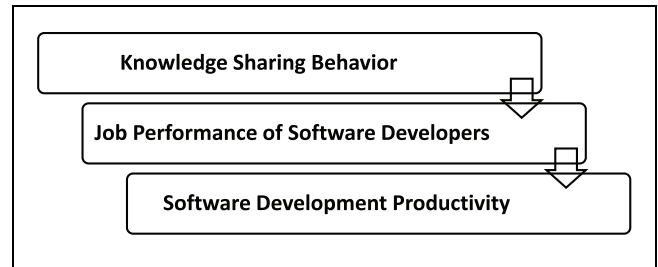 Knowledge Sharing Behavior
Job Performance of Software Developers
Software Development Productivity